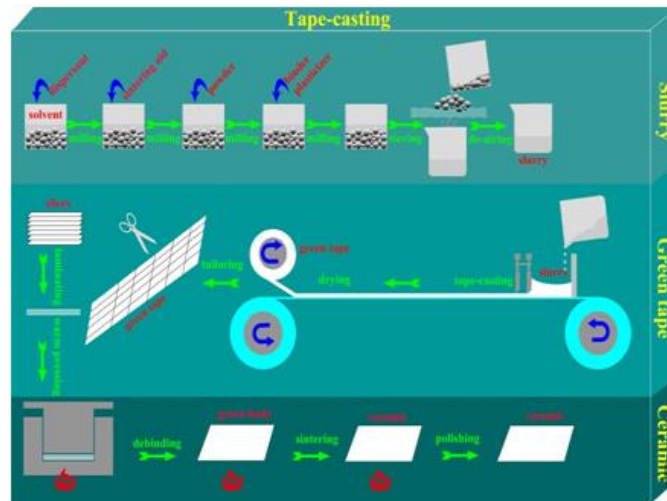 Tape-casting
dispersant
sintering aid
powder
binder
plasticizer
solvent
milling
milling
milling
milling
sieving
de-airing
slurry
Slurry
slices
laminating
warm pressing
green tape
tailoring
green tape
drying
tape-casting
slurry
Green tape
debinding
green body
sintering
ceramic
polishing
ceramic
Ceramic